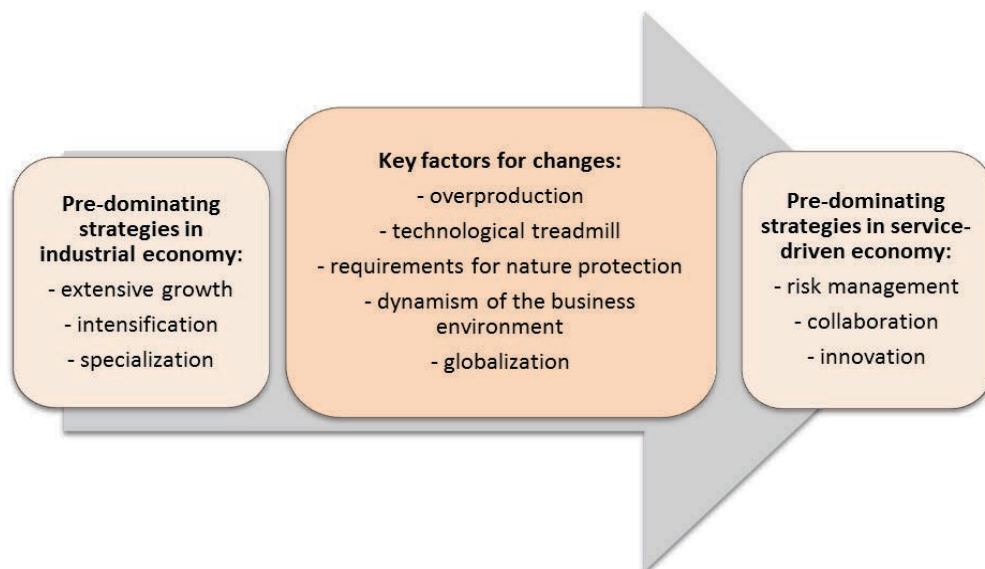 Pre-dominating
strategies in
industrial economy:
- extensive growth
- intensification
- specialization
Key factors for changes:
- overproduction
- technological treadmill
- requirements for nature protection
- dynamism of the business
environment
- globalization
Pre-dominating
strategies in service-
driven economy:
- risk management
- collaboration
- innovation